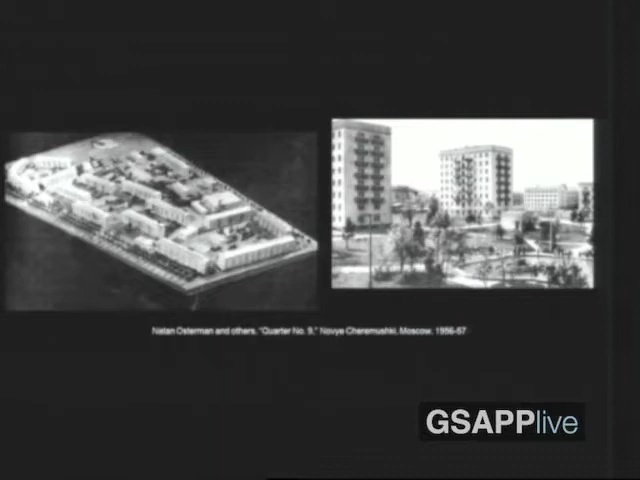 Natan Osterman and others, "Quarter No. 9," Novye Cheremushki, Moscow, 1956-57
GSAPPlive